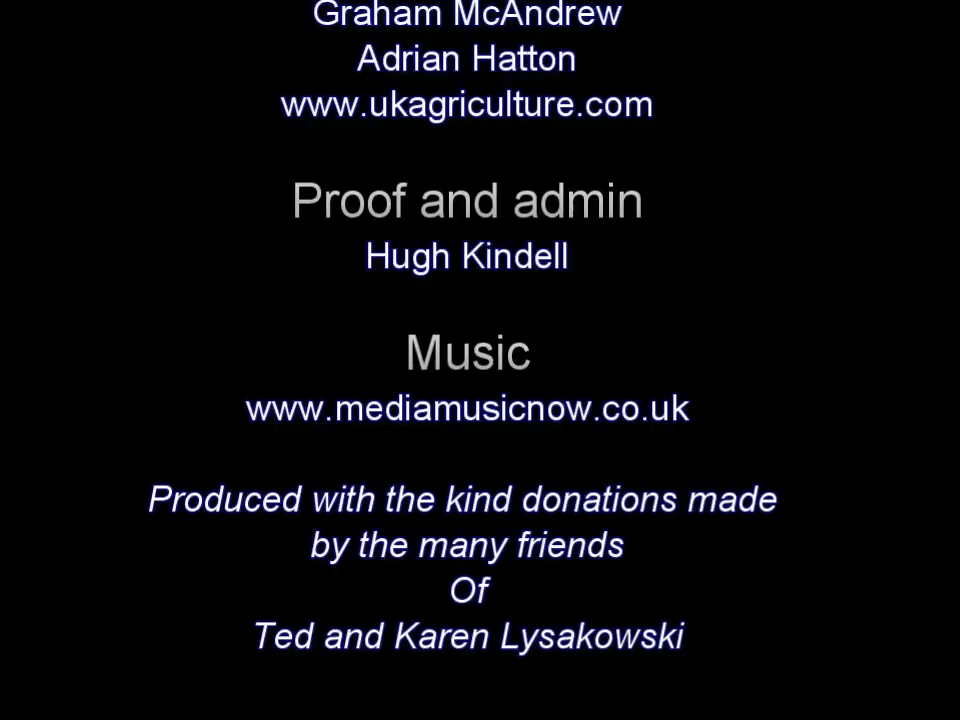 Graham McAndrew
Adrian Hatton
www.ukagriculture.com
Proof and admin
Hugh Kindell
Music
www.mediamusicnow.co.uk
Produced with the kind donations made
by the many friends
Of
Ted and Karen Lysakowski